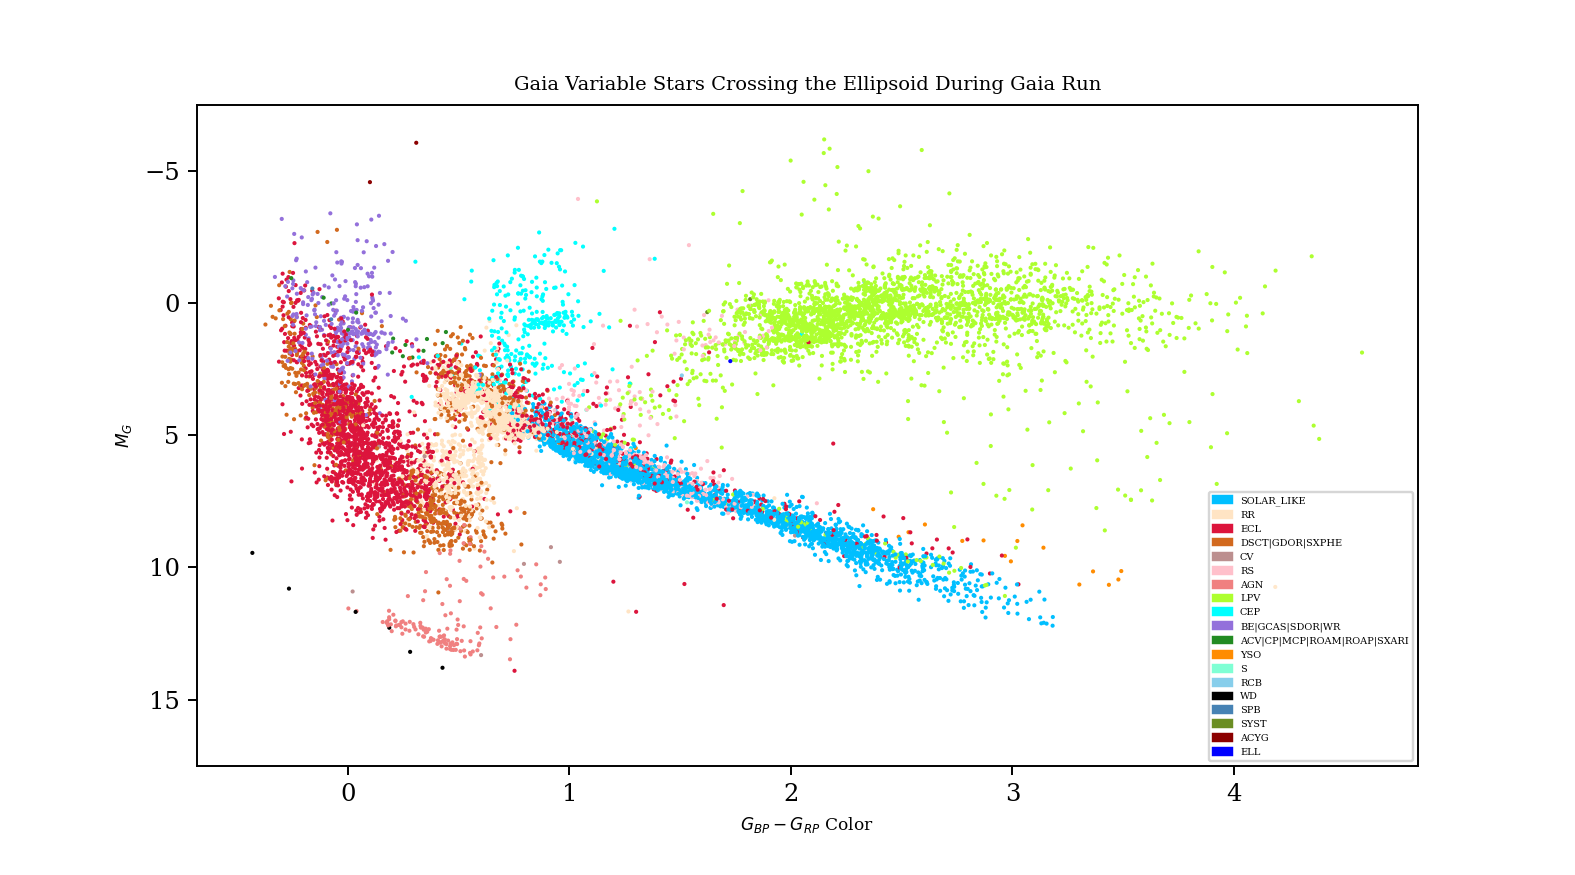 Gaia Variable Stars Crossing the Ellipsoid During Gaia Run
−5
0
5
10
15
M_G
0
1
2
3
4
G_BP − G_RP Color
SOLAR_LIKE
RR
ECL
DSCT|GDOR|SXPHE
CV
RS
AGN
LPV
CEP
BE|GCAS|SDOR|WR
ACV|CP|MCP|ROAM|ROAP|SXARI
YSO
S
RCB
WD
SPB
SYST
ACYG
ELL